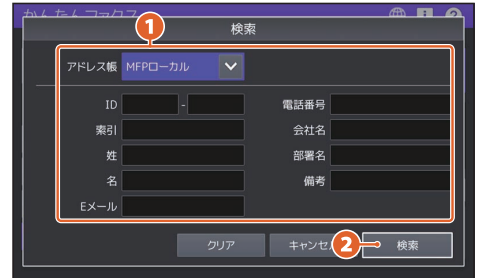 かんたんファクス
1
検索
アドレス帳 MFPローカル
ID - 電話番号
索引 会社名
姓 部署名
名 備考
Eメール
クリア キャンセル 2 検索